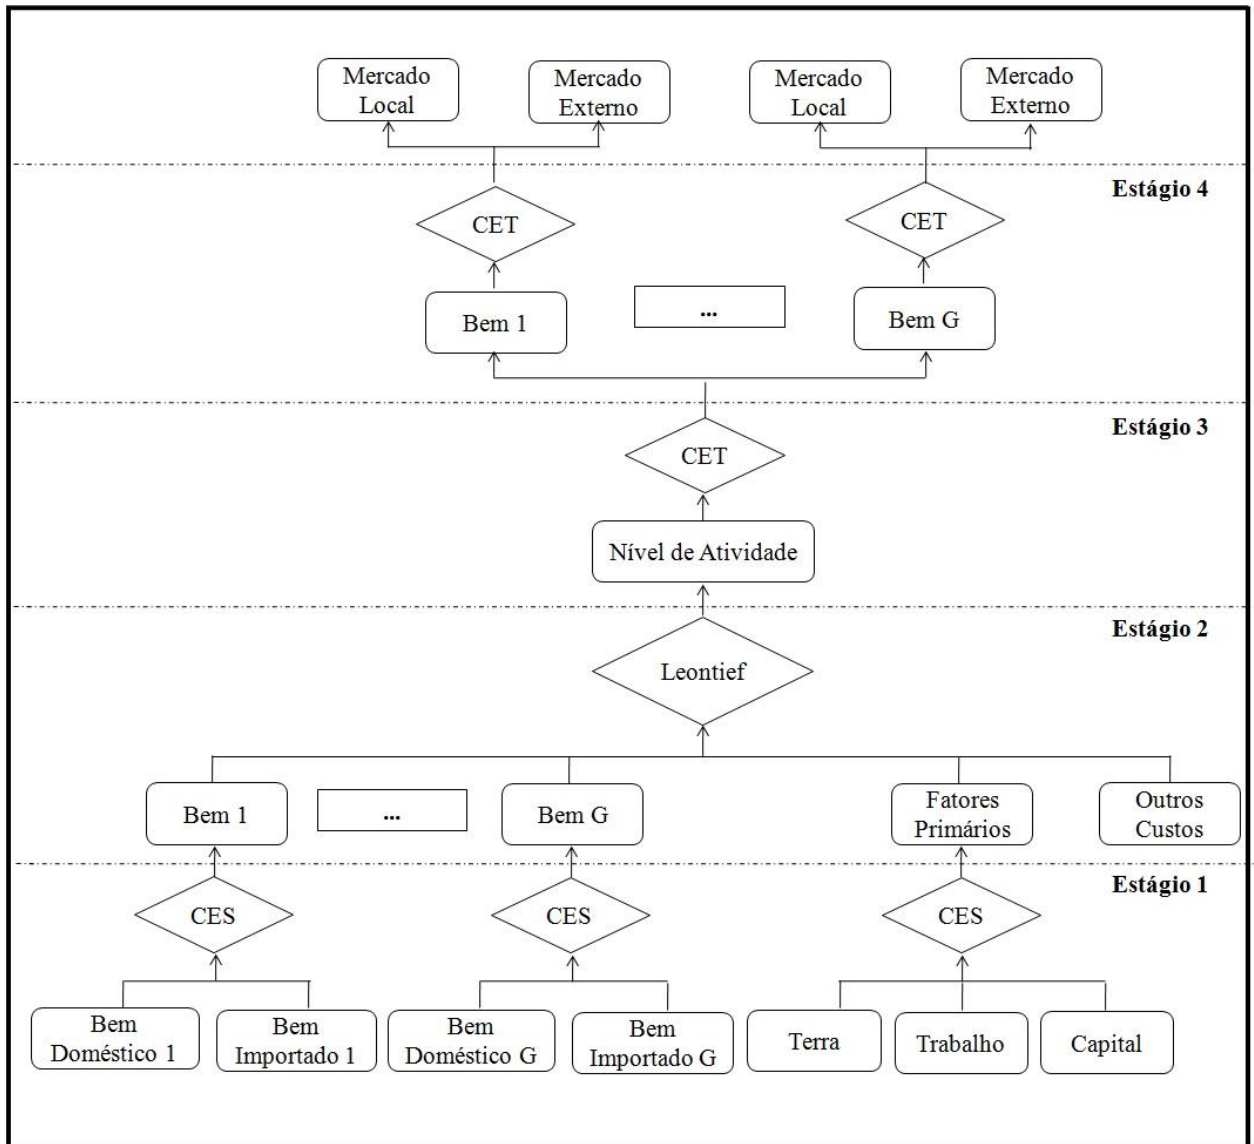 Mercado
Local
Mercado
Externo
Mercado
Local
Mercado
Externo
Estágio 4
CET
CET
Bem 1
...
Bem G
Estágio 3
CET
Nível de Atividade
Estágio 2
Leontief
Bem 1
...
Bem G
Fatores
Primários
Outros
Custos
Estágio 1
CES
CES
CES
Bem
Doméstico 1
Bem
Importado 1
Bem
Doméstico G
Bem
Importado G
Terra
Trabalho
Capital